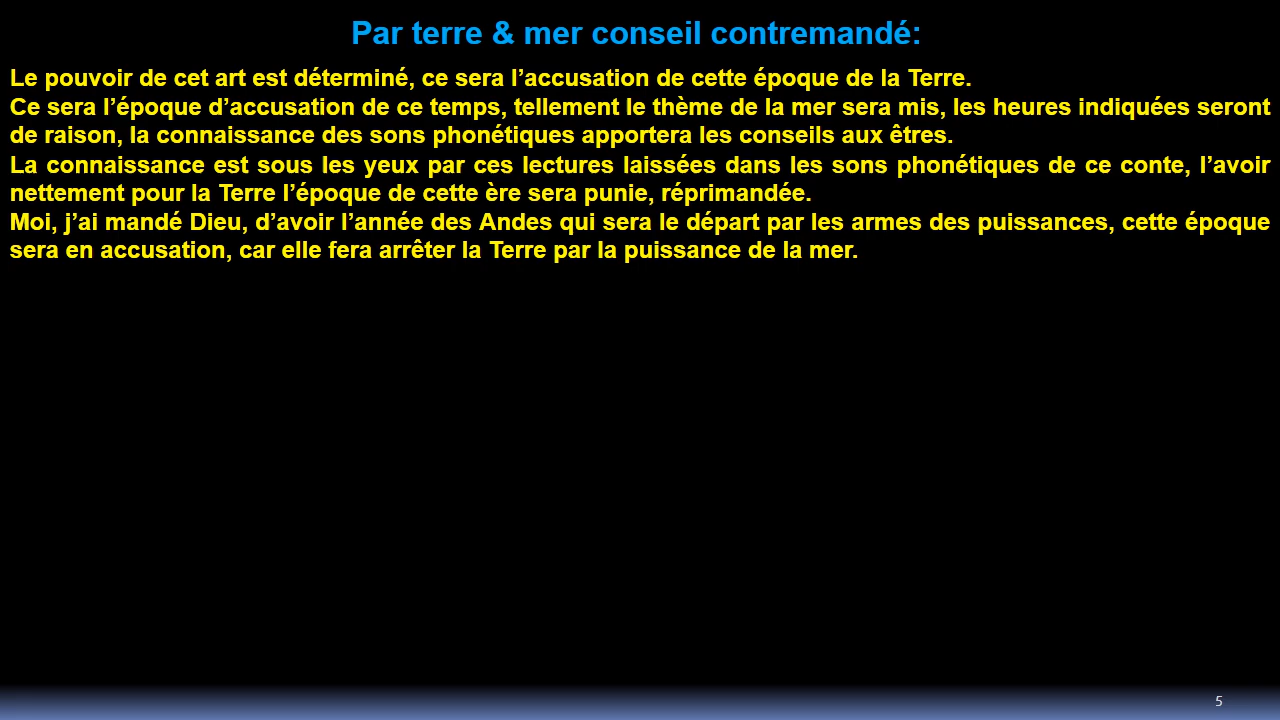 Par terre & mer conseil contremandé:
Le pouvoir de cet art est déterminé, ce sera l’accusation de cette époque de la Terre.
Ce sera l’époque d’accusation de ce temps, tellement le thème de la mer sera mis, les heures indiquées seront
de raison, la connaissance des sons phonétiques apportera les conseils aux êtres.
La connaissance est sous les yeux par ces lectures laissées dans les sons phonétiques de ce conte, l’avoir
nettement pour la Terre l’époque de cette ère sera punie, réprimandée.
Moi, j’ai mandé Dieu, d’avoir l’année des Andes qui sera le départ par les armes des puissances, cette époque
sera en accusation, car elle fera arrêter la Terre par la puissance de la mer.
5